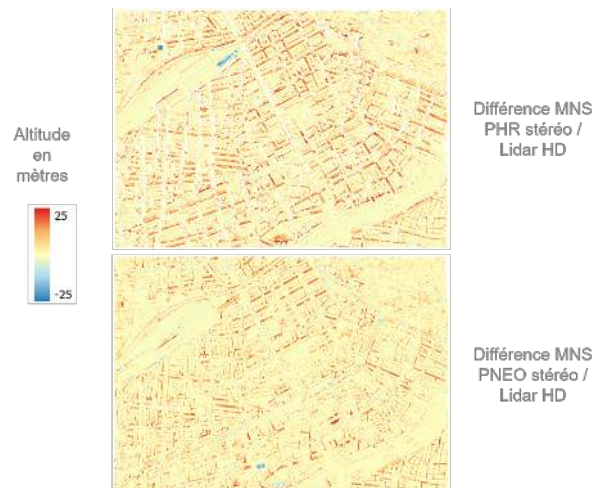 Différence MNS
PHR stéréo /
Lidar HD
Altitude
en
mètres
25
-25
Différence MNS
PNEO stéréo /
Lidar HD